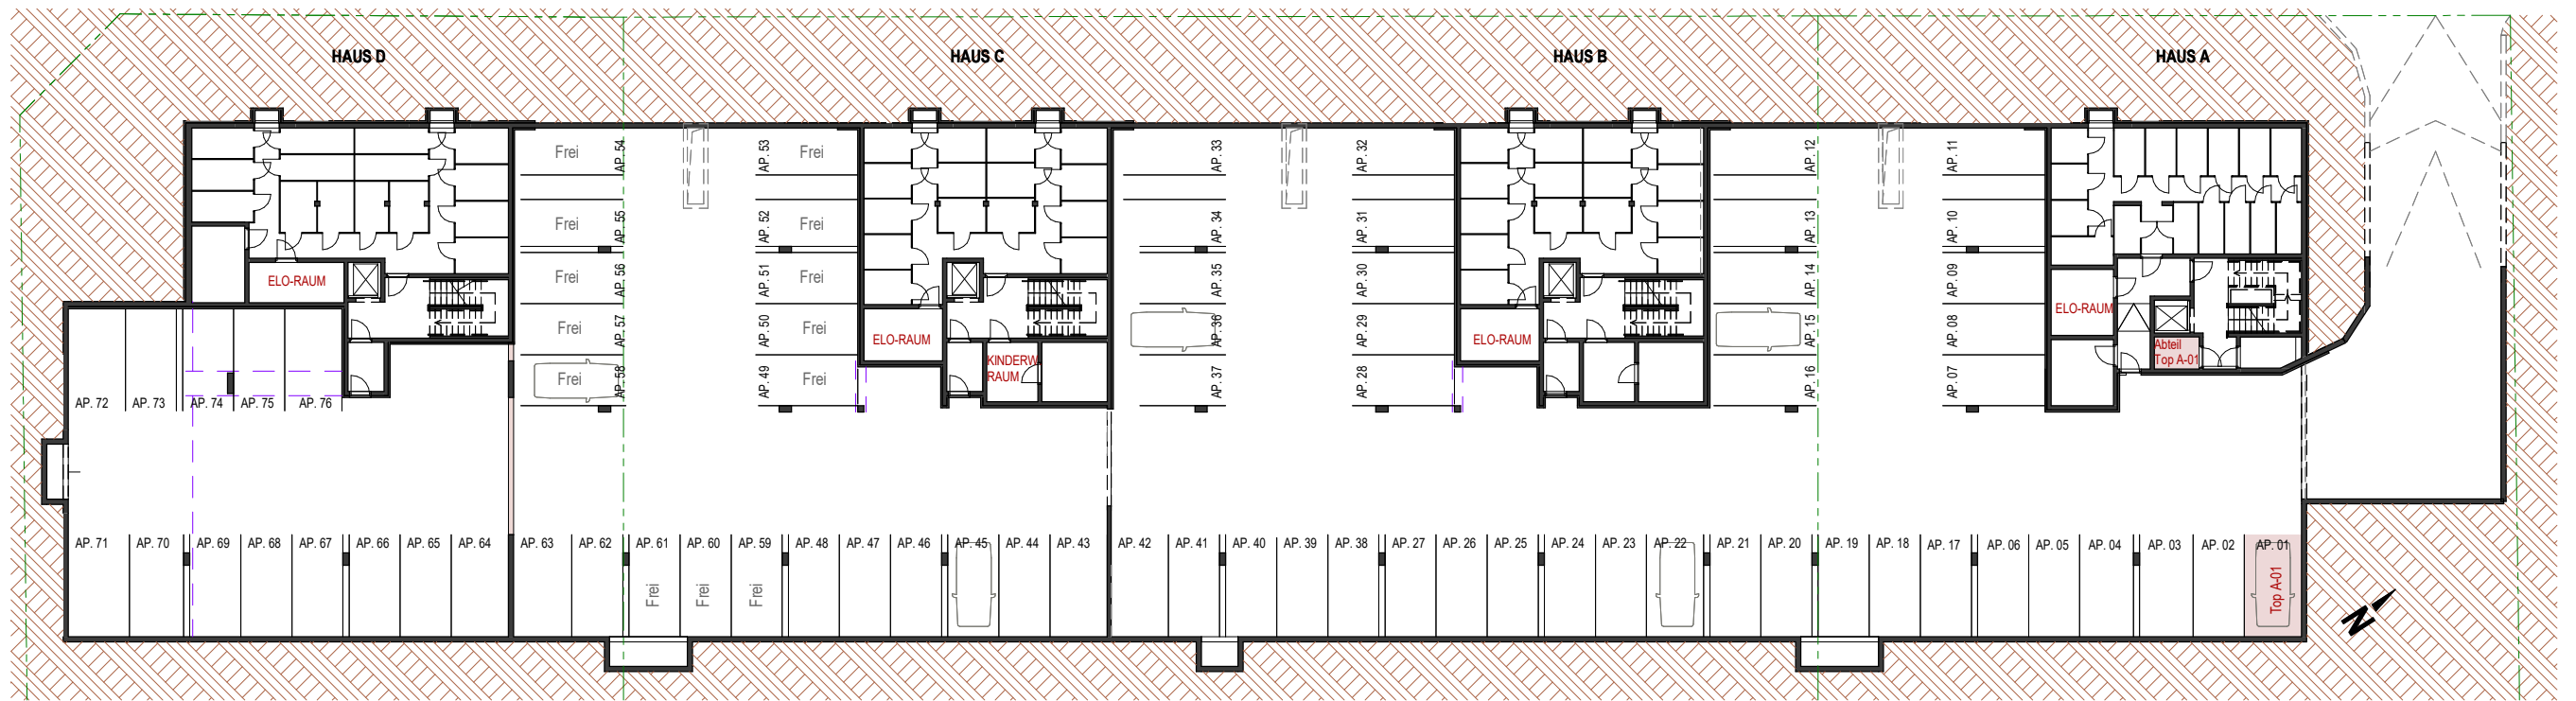 HAUS D
HAUS C
HAUS B
HAUS A
Frei
AP. 54
AP. 53
Frei
AP. 33
AP. 32
AP. 12
AP. 11
Frei
AP. 55
AP. 52
Frei
AP. 34
AP. 31
AP. 13
AP. 10
ELO-RAUM
Frei
AP. 56
AP. 51
Frei
AP. 35
AP. 30
AP. 14
AP. 09
ELO-RAUM
Frei
AP. 57
AP. 50
Frei
ELO-RAUM
AP. 36
AP. 29
ELO-RAUM
AP. 15
AP. 08
Abteil
Top A-01
KINDERW.
RAUM
Frei
AP. 58
AP. 49
Frei
AP. 37
AP. 28
AP. 16
AP. 07
AP. 72
AP. 73
AP. 74
AP. 75
AP. 76
AP. 71
AP. 70
AP. 69
AP. 68
AP. 67
AP. 66
AP. 65
AP. 64
AP. 63
AP. 62
AP. 61
AP. 60
AP. 59
AP. 48
AP. 47
AP. 46
AP. 45
AP. 44
AP. 43
AP. 42
AP. 41
AP. 40
AP. 39
AP. 38
AP. 27
AP. 26
AP. 25
AP. 24
AP. 23
AP. 22
AP. 21
AP. 20
AP. 19
AP. 18
AP. 17
AP. 06
AP. 05
AP. 04
AP. 03
AP. 02
AP. 01
Frei
Frei
Frei
Top A-01
N